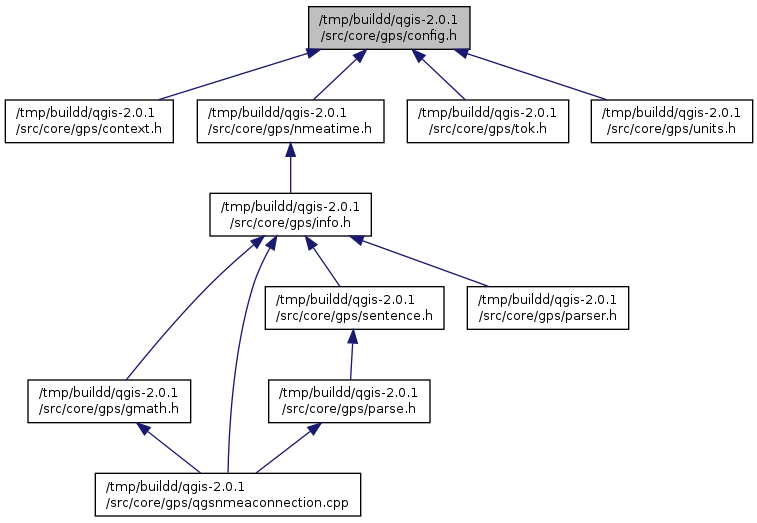 /tmp/buildd/qgis-2.0.1
/src/core/gps/config.h
/tmp/buildd/qgis-2.0.1
/src/core/gps/context.h
/tmp/buildd/qgis-2.0.1
/src/core/gps/nmeatime.h
/tmp/buildd/qgis-2.0.1
/src/core/gps/tok.h
/tmp/buildd/qgis-2.0.1
/src/core/gps/units.h
/tmp/buildd/qgis-2.0.1
/src/core/gps/info.h
/tmp/buildd/qgis-2.0.1
/src/core/gps/sentence.h
/tmp/buildd/qgis-2.0.1
/src/core/gps/parser.h
/tmp/buildd/qgis-2.0.1
/src/core/gps/gmath.h
/tmp/buildd/qgis-2.0.1
/src/core/gps/parse.h
/tmp/buildd/qgis-2.0.1
/src/core/gps/qgsnmeaconnection.cpp